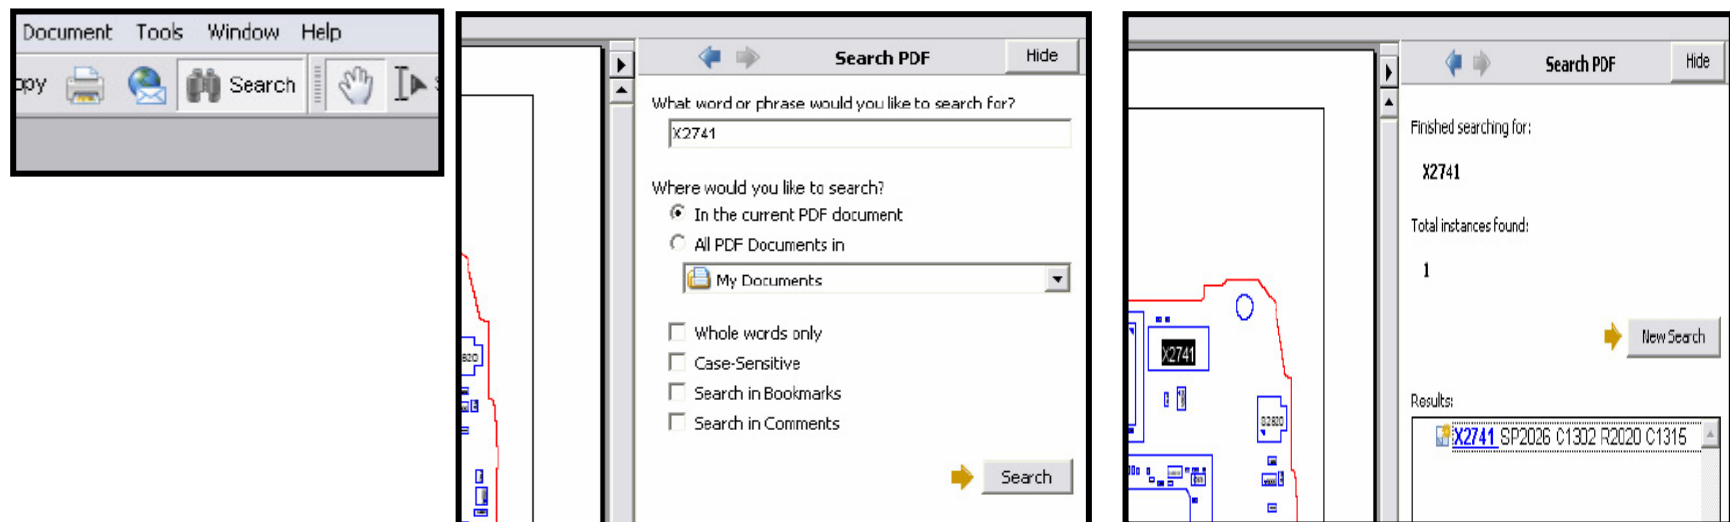 Document Tools Window Help
opy Search
Search PDF Hide
What word or phrase would you like to search for?
X2741
Where would you like to search?
In the current PDF document
All PDF Documents in
My Documents
Whole words only
Case-Sensitive
Search in Bookmarks
Search in Comments
Search
Search PDF Hide
Finished searching for:
X2741
Total instances found:
1
New Search
Results:
X2741 SP2026 C1302 R2020 C1315
X2741